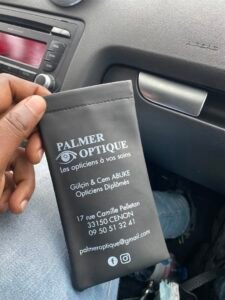 PALMER
OPTIQUE
Les opticiens à vos soins
Gülçin & Cem ABUKE
Opticiens Diplômés
17 rue Camille Pelletan
33150 CENON
09 50 51 32 41
palmeroptique@gmail.com